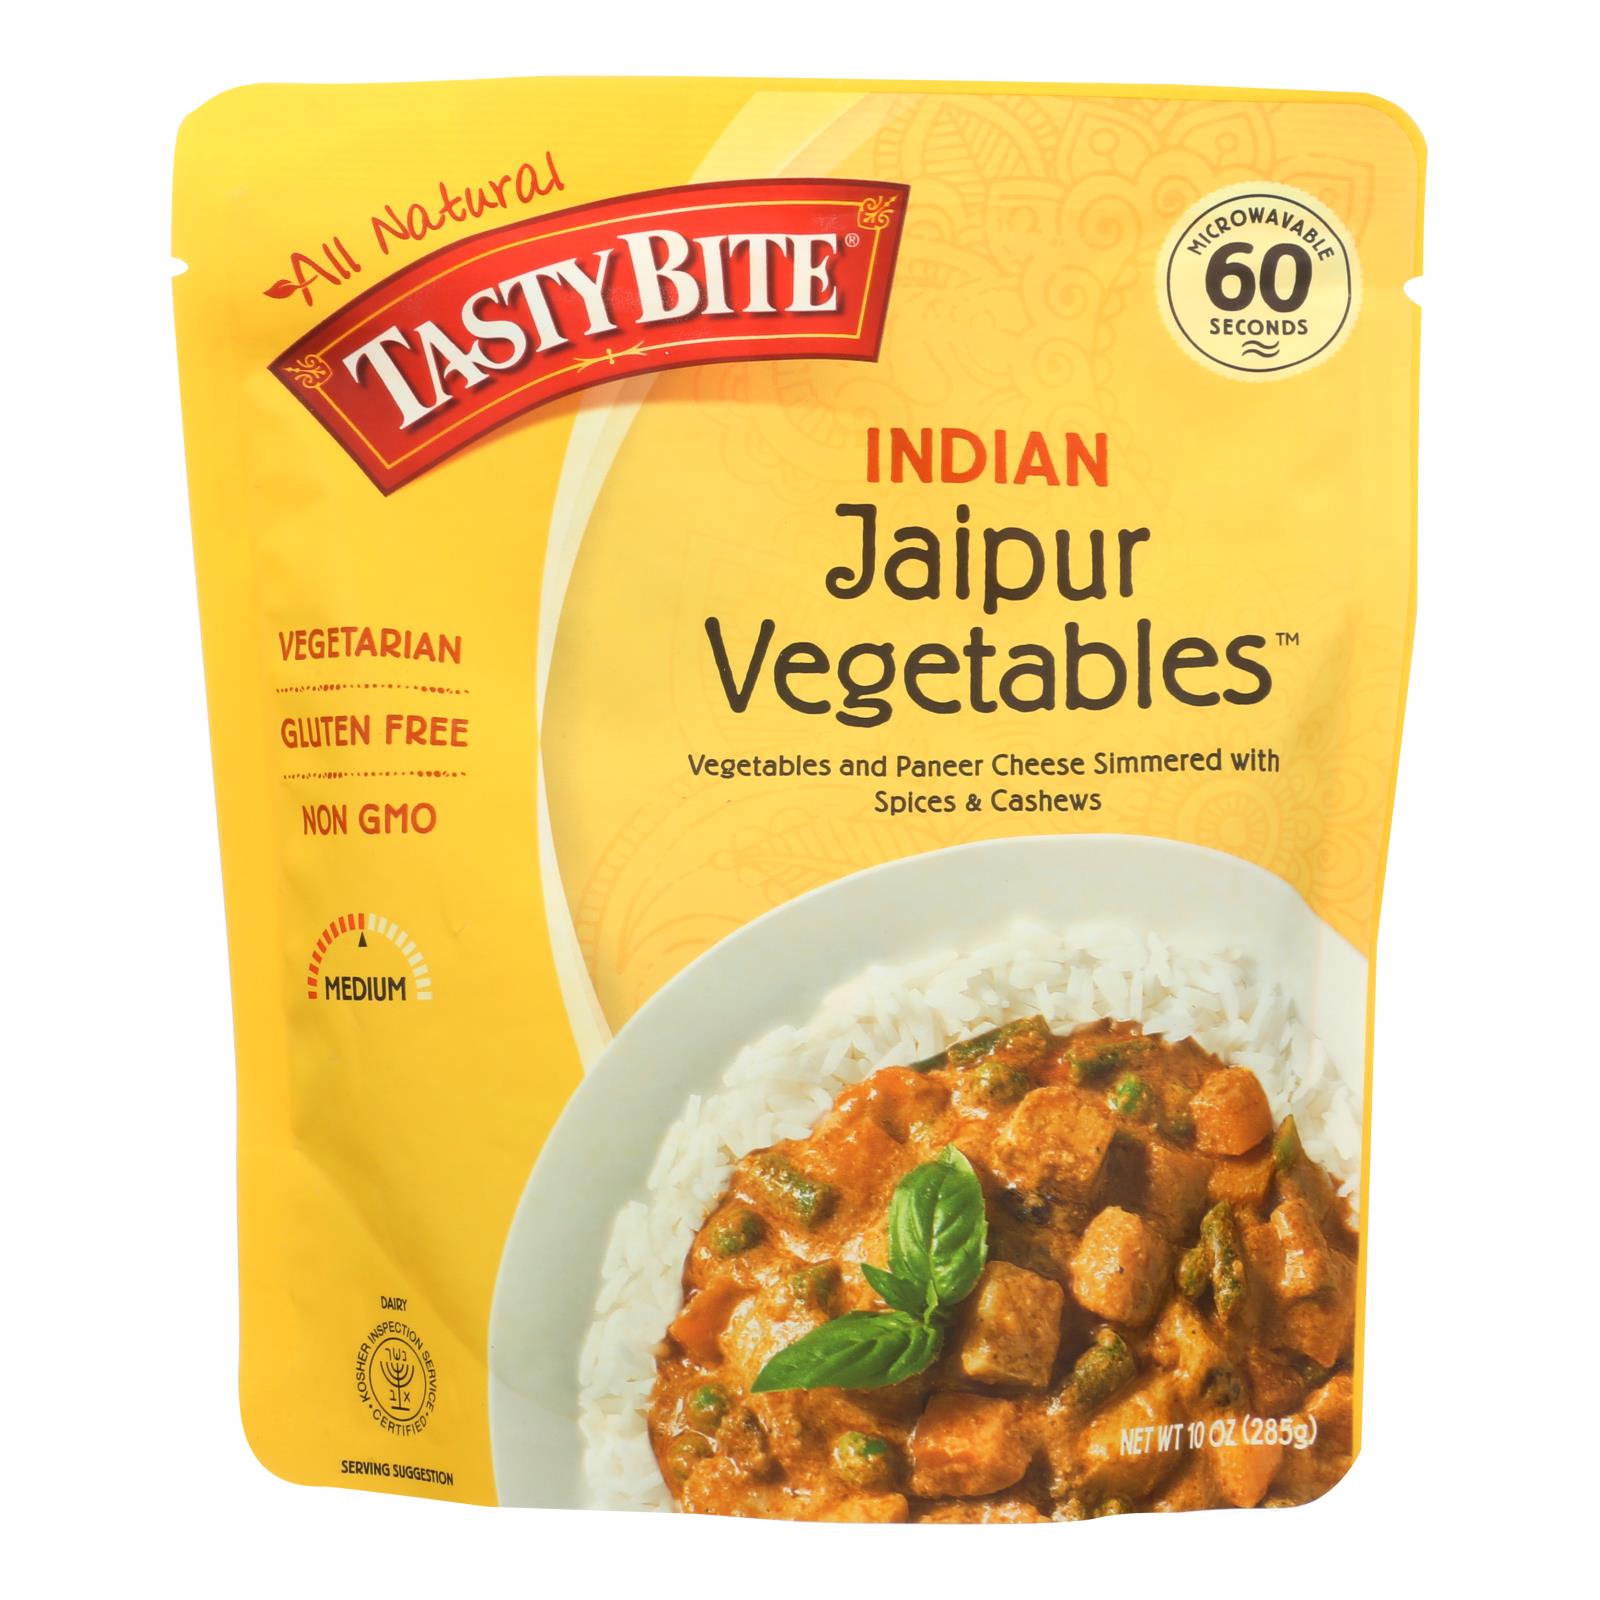 All Natural
TASTY BITE®
MICROWAVABLE
60
SECONDS
INDIAN
Jaipur
Vegetables™
Vegetables and Paneer Cheese Simmered with
Spices & Cashews
VEGETARIAN
GLUTEN FREE
NON GMO
MEDIUM
DAIRY
KOSHER INSPECTION SERVICE
נשר
א ב
• CERTIFIED •
SERVING SUGGESTION
NET WT 10 OZ (285g)